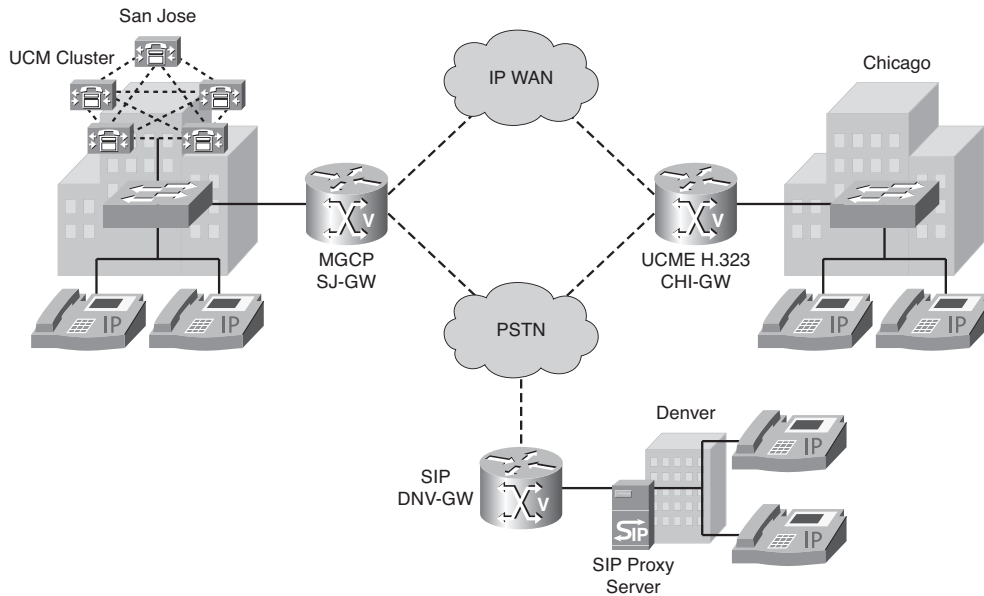 San Jose
UCM Cluster
IP WAN
Chicago
V
V
MGCP
SJ-GW
UCME H.323
CHI-GW
IP
IP
IP
IP
PSTN
Denver
IP
SIP
DNV-GW
V
SIP
IP
SIP Proxy
Server